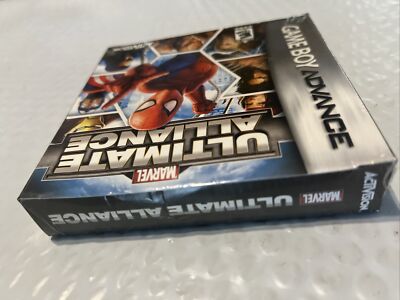 GAME BOY ADVANCE
MARVEL
ULTIMATE
ALLIANCE
MARVEL
ULTIMATE ALLIANCE
ACTIVISION